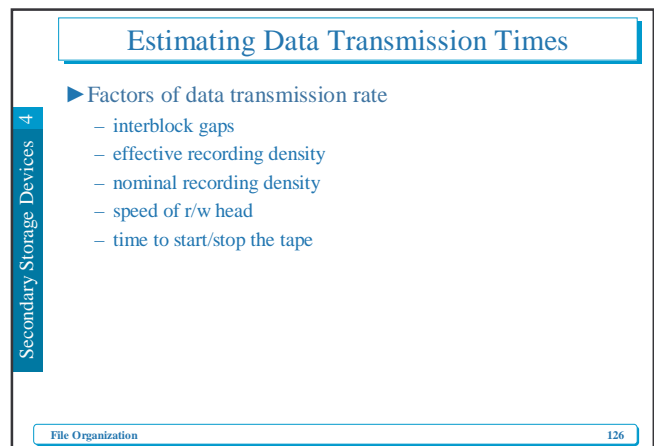 Estimating Data Transmission Times
►Factors of data transmission rate
– interblock gaps
– effective recording density
– nominal recording density
– speed of r/w head
– time to start/stop the tape
Secondary Storage Devices 4
File Organization 126